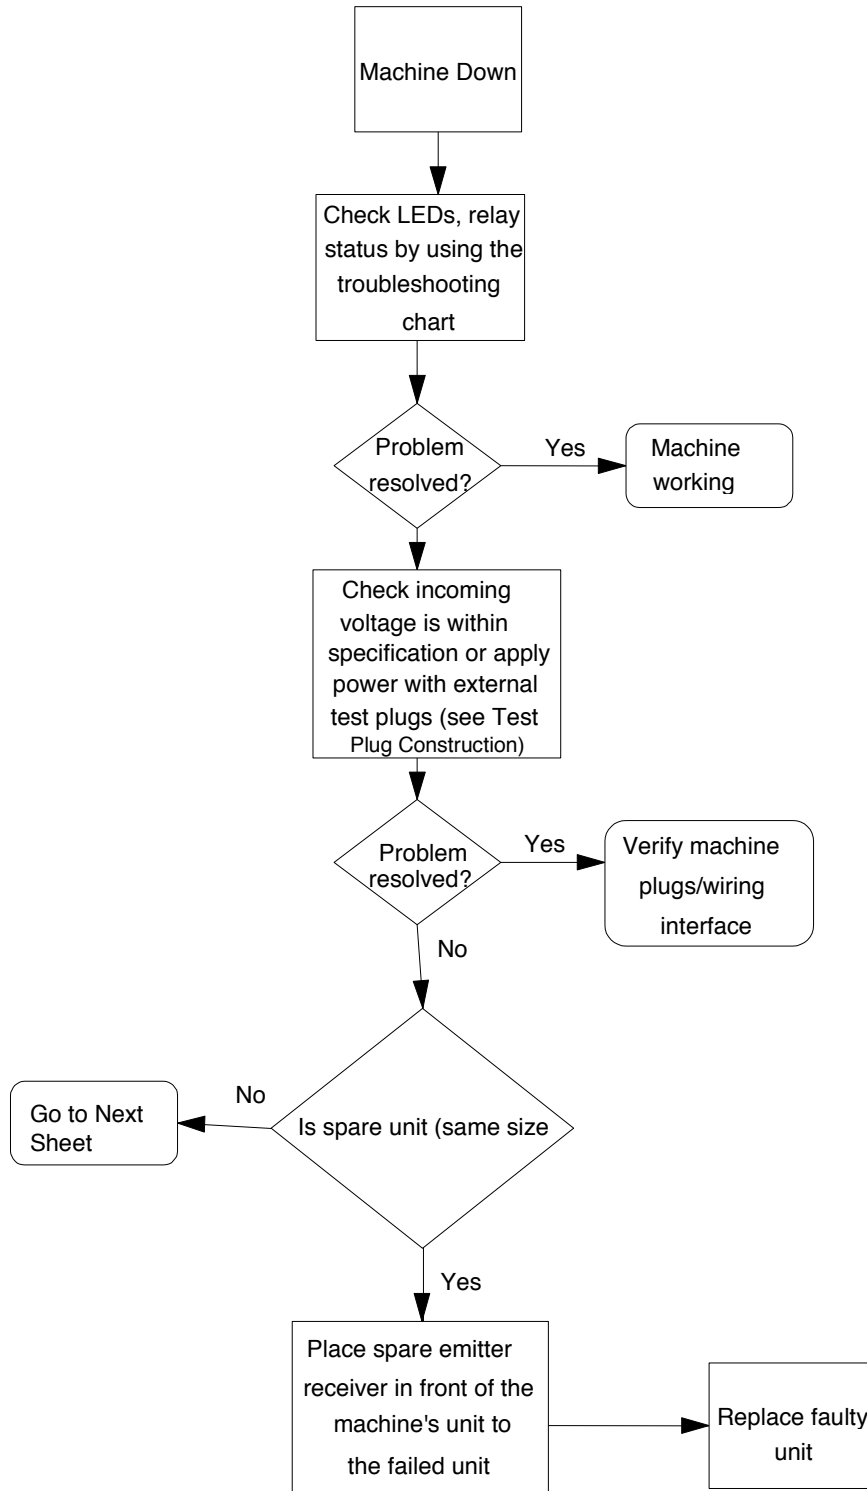 Machine Down
Check LEDs, relay
status by using the
troubleshooting
chart
Problem
resolved?
Yes
Machine
working
Check incoming
voltage is within
specification or apply
power with external
test plugs (see Test
Plug Construction)
Problem
resolved?
Yes
Verify machine
plugs/wiring
interface
No
Is spare unit (same size
No
Go to Next
Sheet
Yes
Place spare emitter
receiver in front of the
machine's unit to
the failed unit
Replace faulty
unit